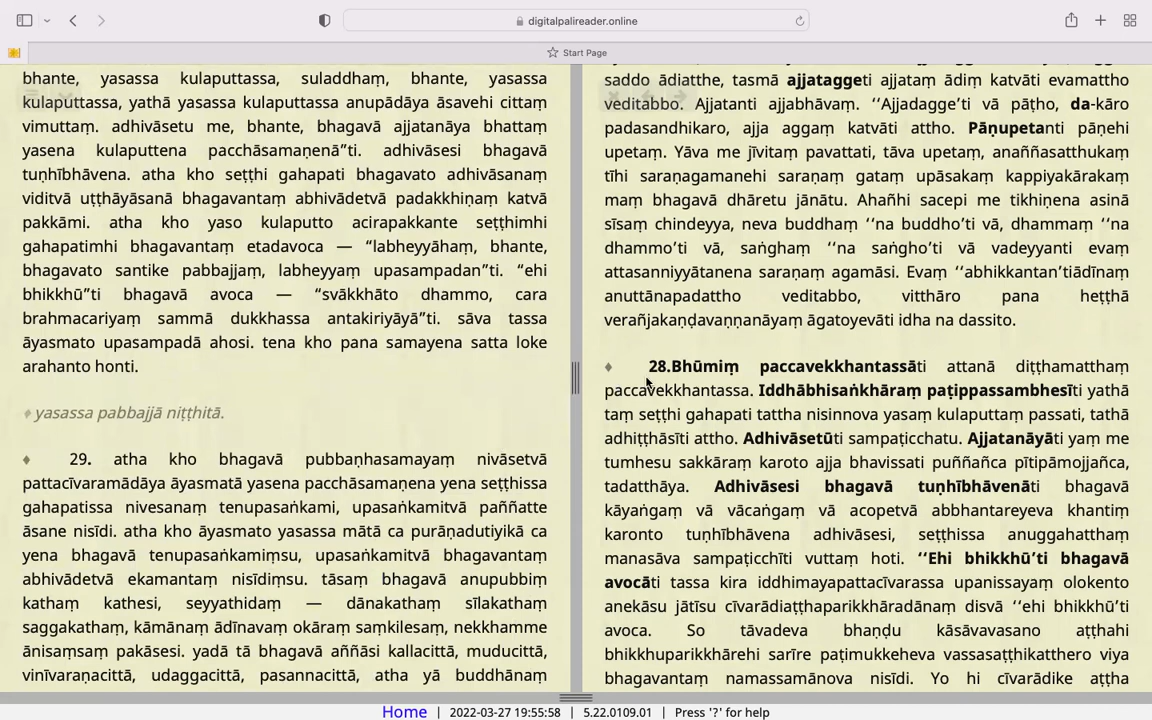 digitalpalireader.online
Start Page
bhante, yasassa kulaputtassa, suladdhaṃ, bhante, yasassa
kulaputtassa, yathā yasassa kulaputtassa anupādāya āsavehi cittaṃ
vimuttaṃ. adhivāsetu me, bhante, bhagavā ajjatanāya bhattaṃ
yasena kulaputtena pacchāsamaṇenā”ti. adhivāsesi bhagavā
tuṇhībhāvena. atha kho seṭṭhi gahapati bhagavato adhivāsanaṃ
viditvā uṭṭhāyāsanā bhagavantaṃ abhivādetvā padakkhiṇaṃ katvā
pakkāmi. atha kho yaso kulaputto acirapakkante seṭṭhimhi
gahapatimhi bhagavantaṃ etadavoca — “labheyyāhaṃ, bhante,
bhagavato santike pabbajjaṃ, labheyyaṃ upasampadan”ti. “ehi
bhikkhū”ti bhagavā avoca — “svākkhāto dhammo, cara
brahmacariyaṃ sammā dukkhassa antakiriyāyā”ti. sāva tassa
āyasmato upasampadā ahosi. tena kho pana samayena satta loke
arahanto honti.
♦ yasassa pabbajjā niṭṭhitā.
♦ 29. atha kho bhagavā pubbaṇhasamayaṃ nivāsetvā
pattacīvaramādāya āyasmatā yasena pacchāsamaṇena yena seṭṭhissa
gahapatissa nivesanaṃ tenupasaṅkami, upasaṅkamitvā paññatte
āsane nisīdi. atha kho āyasmato yassa mātā ca purāṇadutiyikā ca
yena bhagavā tenupasaṅkamiṃsu, upasaṅkamitvā bhagavantaṃ
abhivādetvā ekamantaṃ nisīdiṃsu. tāsaṃ bhagavā anupubbiṃ
kathaṃ kathesi, seyyathidaṃ — dānakathaṃ sīlakathaṃ
saggakathaṃ, kāmānaṃ ādīnavaṃ okāraṃ saṃkilesaṃ, nekkhamme
ānisaṃsaṃ pakāsesi. yadā tā bhagavā aññāsi kallacittā, muducittā,
vinīvaraṇacittā, udaggacittā, pasannacittā, atha yā buddhānaṃ
saddo ādiatthe, tasmā ajjataggeti ajjataṃ ādiṃ katvāti evamattho
veditabbo. Ajjatanti ajjabhāvaṃ. ‘‘Ajjadagge’ti vā pāṭho, da-kāro
padasandhikaro, ajja aggaṃ katvāti attho. Pāṇupetanti pāṇehi
upetaṃ. Yāva me jīvitaṃ pavattati, tāva upetaṃ, anaññasatthukaṃ
tīhi saraṇagamanehi saraṇaṃ gataṃ upāsakaṃ kappiyakārakaṃ
maṃ bhagavā dhāretu jānātu. Ahañhi sacepi me tikhiṇena asinā
sīsaṃ chindeyya, neva buddhaṃ ‘‘na buddho’ti vā, dhammaṃ ‘‘na
dhammo’ti vā, saṅghaṃ ‘‘na saṅgho’ti vā vadeyyanti evaṃ
attasanniyyātanena saraṇaṃ agamāsi. Evaṃ ‘‘abhikkantan’tiādīnaṃ
anuttānapadattho veditabbo, vitthāro pana heṭṭhā
verañjakaṇḍavaṇṇanāyaṃ āgatoyevāti idha na dassito.
♦ 28.Bhūmiṃ paccavekkhantassāti attanā diṭṭhamatthaṃ
paccavekkhantassa. Iddhābhisaṅkhāraṃ paṭippassambhesīti yathā
taṃ seṭṭhi gahapati tattha nisinnova yasaṃ kulaputtaṃ passati, tathā
adhiṭṭhāsīti attho. Adhivāsetūti sampaṭicchatu. Ajjatanāyāti yaṃ me
tumhesu sakkāraṃ karoto ajja bhavissati puññañca pītipāmojjañca,
tadatthāya. Adhivāsesi bhagavā tuṇhībhāvenāti bhagavā
kāyaṅgaṃ vā vācaṅgaṃ vā acopetvā abbhantareyeva khantiṃ
karonto tuṇhībhāvena adhivāsesi, seṭṭhissa anuggahatthaṃ
manasāva sampaṭicchīti vuttaṃ hoti. ‘‘Ehi bhikkhū’ti bhagavā
avocāti tassa kira iddhimayapattacīvarassa upanissayaṃ olokento
anekāsu jātīsu cīvarādiaṭṭhaparikkhāradānaṃ disvā ‘‘ehi bhikkhū’ti
avoca. So tāvadeva bhaṇḍu kāsāvavasano aṭṭhahi
bhikkhuparikkhārehi sarīre paṭimukkeheva vassasaṭṭhikatthero viya
bhagavantaṃ namassamānova nisīdi. Yo hi cīvarādike aṭṭha
Home | 2022-03-27 19:55:58 | 5.22.0109.01 | Press '?' for help